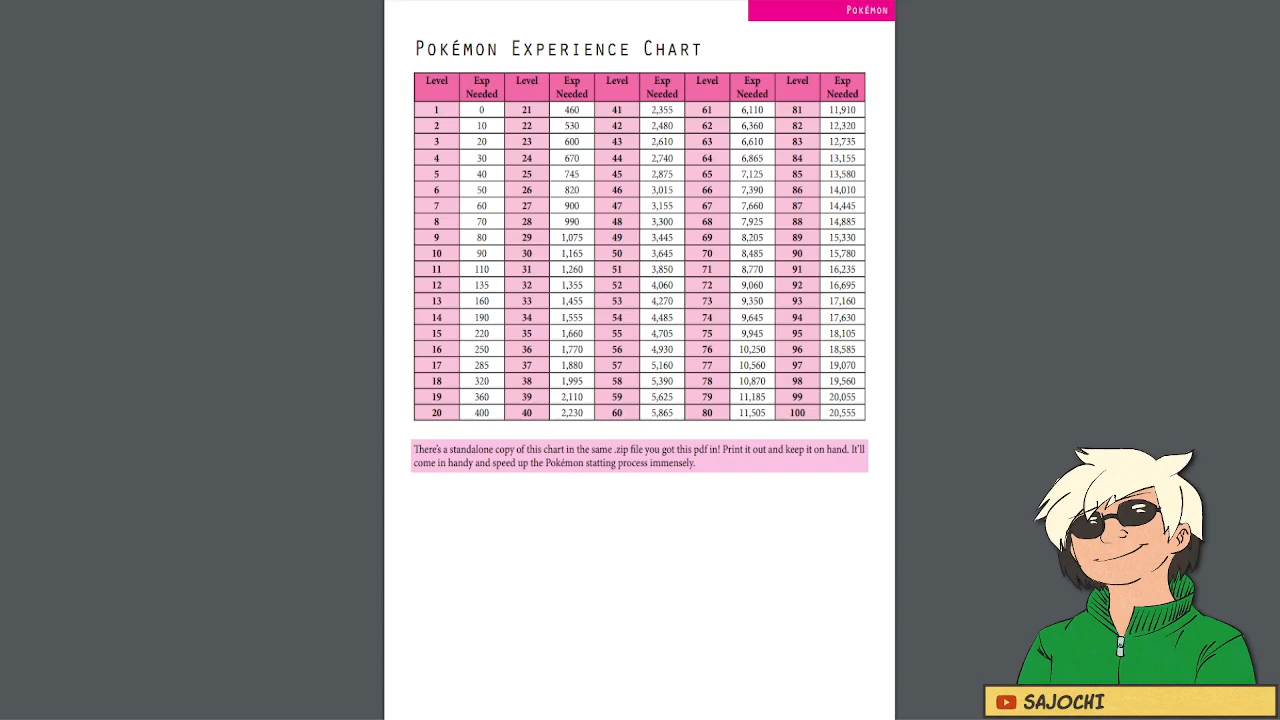 POKÉMON
POKÉMON EXPERIENCE CHART
Level Exp Needed Level Exp Needed Level Exp Needed Level Exp Needed Level Exp Needed
1 0 21 460 41 2,355 61 6,110 81 11,910
2 10 22 530 42 2,480 62 6,360 82 12,320
3 20 23 600 43 2,610 63 6,610 83 12,735
4 30 24 670 44 2,740 64 6,865 84 13,155
5 40 25 745 45 2,875 65 7,125 85 13,580
6 50 26 820 46 3,015 66 7,390 86 14,010
7 60 27 900 47 3,155 67 7,660 87 14,445
8 70 28 990 48 3,300 68 7,925 88 14,885
9 80 29 1,075 49 3,445 69 8,205 89 15,330
10 90 30 1,165 50 3,645 70 8,485 90 15,780
11 110 31 1,260 51 3,850 71 8,770 91 16,235
12 135 32 1,355 52 4,060 72 9,060 92 16,695
13 160 33 1,455 53 4,270 73 9,350 93 17,160
14 190 34 1,555 54 4,485 74 9,645 94 17,630
15 220 35 1,660 55 4,705 75 9,945 95 18,105
16 250 36 1,770 56 4,930 76 10,250 96 18,585
17 285 37 1,880 57 5,160 77 10,560 97 19,070
18 320 38 1,995 58 5,390 78 10,870 98 19,560
19 360 39 2,110 59 5,625 79 11,185 99 20,055
20 400 40 2,230 60 5,865 80 11,505 100 20,555
There's a standalone copy of this chart in the same .zip file you got this pdf in! Print it out and keep it on hand. It'll
come in handy and speed up the Pokémon statting process immensely.
SAJOCHI